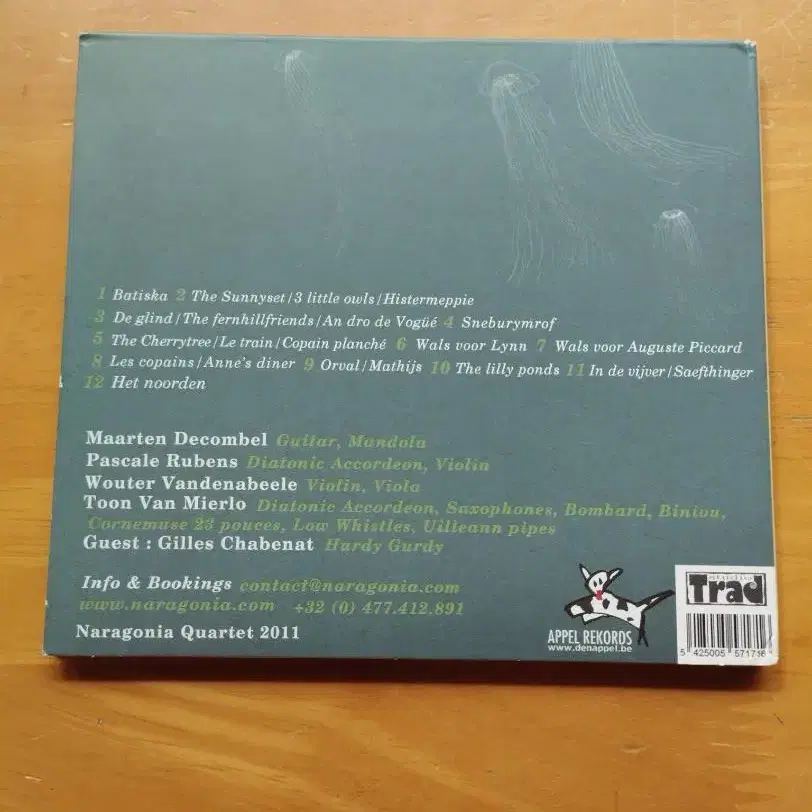 1 Batiska 2 The Sunnyset/3 little owls/Histermeppie
3 De glind/The fernhillfriends/An dro de Vogüé 4 Sneburymrof
5 The Cherrytree/Le train/Copain planché 6 Wals voor Lynn 7 Wals voor Auguste Piccard
8 Les copains/Anne's diner 9 Orval/Mathijs 10 The lilly ponds 11 In de vijver/Saefthinger
12 Het noorden
Maarten Decombel Guitar, Mandola
Pascale Rubens Diatonic Accordeon, Violin
Wouter Vandenabeele Violin, Viola
Toon Van Mierlo Diatonic Accordeon, Saxophones, Bombard, Biniou,
Cornemuse 23 pouces, Low Whistles, Uilleann pipes
Guest : Gilles Chabenat Hurdy Gurdy
Info & Bookings contact@naragonia.com
www.naragonia.com +32 (0) 477.412.891
Naragonia Quartet 2011
APPEL REKORDS
www.denappel.be
Trad
5 425005 571716